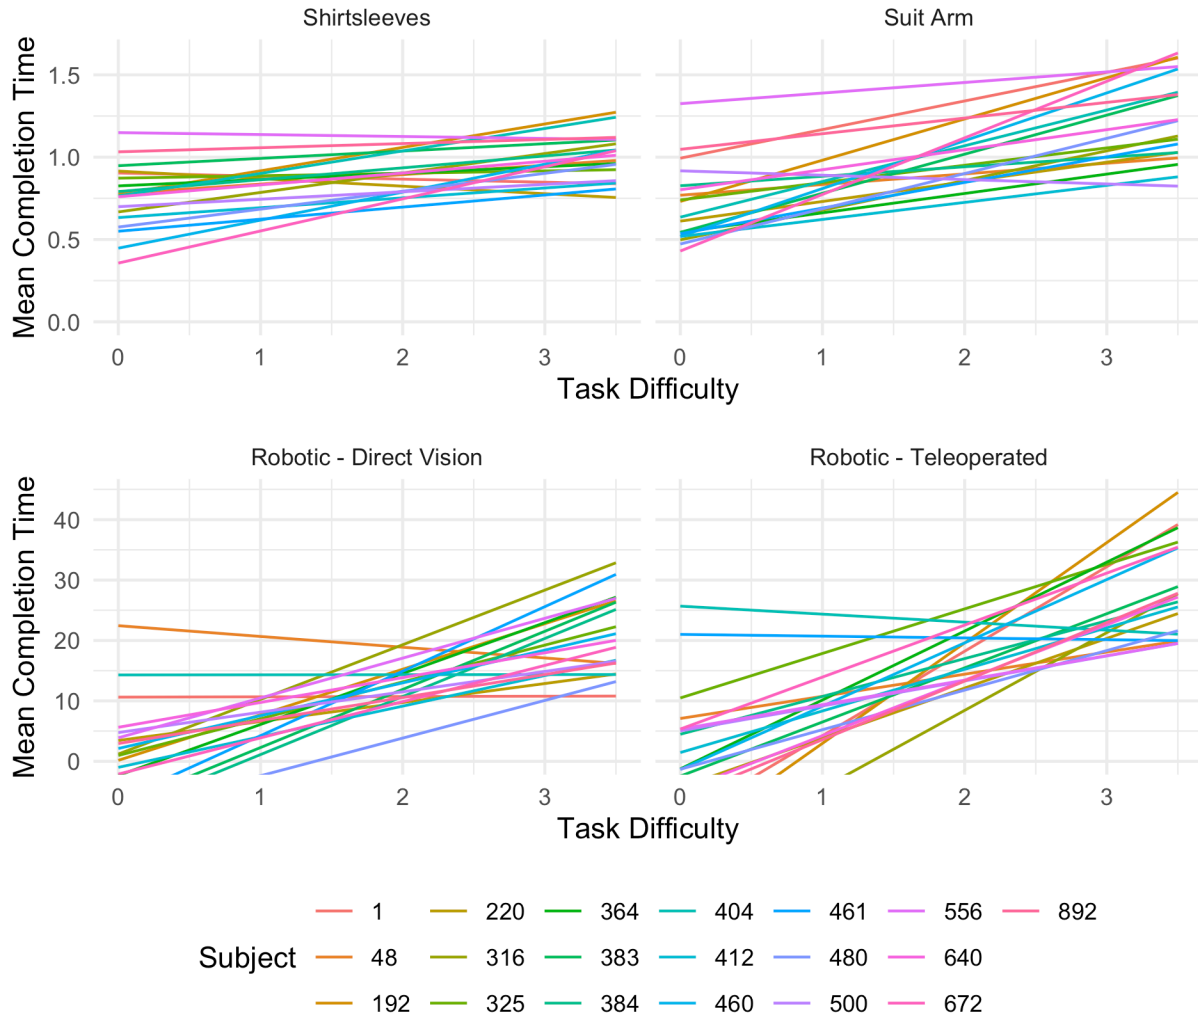 Shirtsleeves Suit Arm
Mean Completion Time
1.5
1.0
0.5
0.0
0 1 2 3 0 1 2 3
Task Difficulty
Robotic - Direct Vision Robotic - Teleoperated
Mean Completion Time
40
30
20
10
0
0 1 2 3 0 1 2 3
Task Difficulty
Subject
1 220 364 404 461 556 892
48 316 383 412 480 640
192 325 384 460 500 672